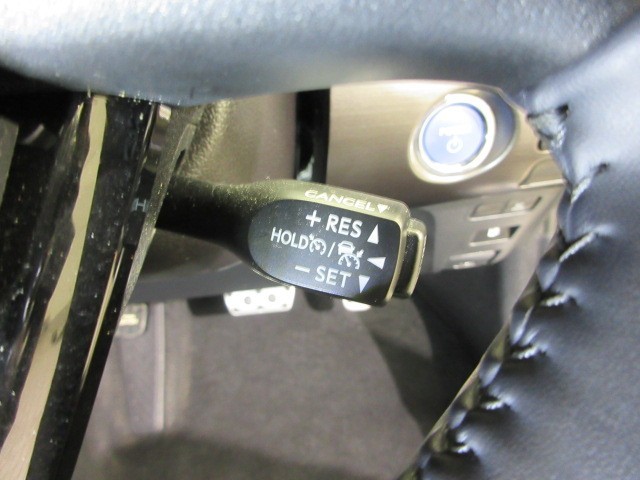 CANCEL▼
+ RES ▲
HOLD / ◀
− SET ▼